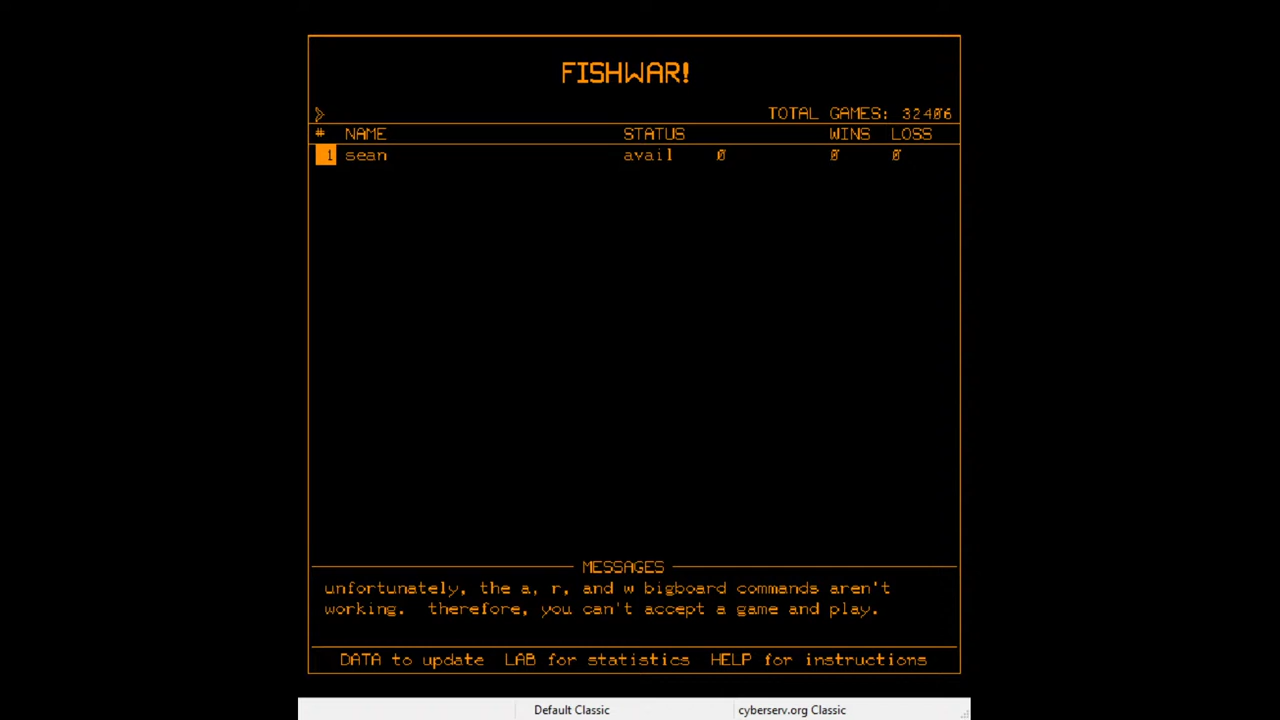 FISHWAR!
> TOTAL GAMES: 32406
# NAME STATUS WINS LOSS
1 sean avail 0 0 0
MESSAGES
unfortunately, the a, r, and w bigboard commands aren't
working. therefore, you can't accept a game and play.
DATA to update LAB for statistics HELP for instructions
Default Classic cyberserv.org Classic